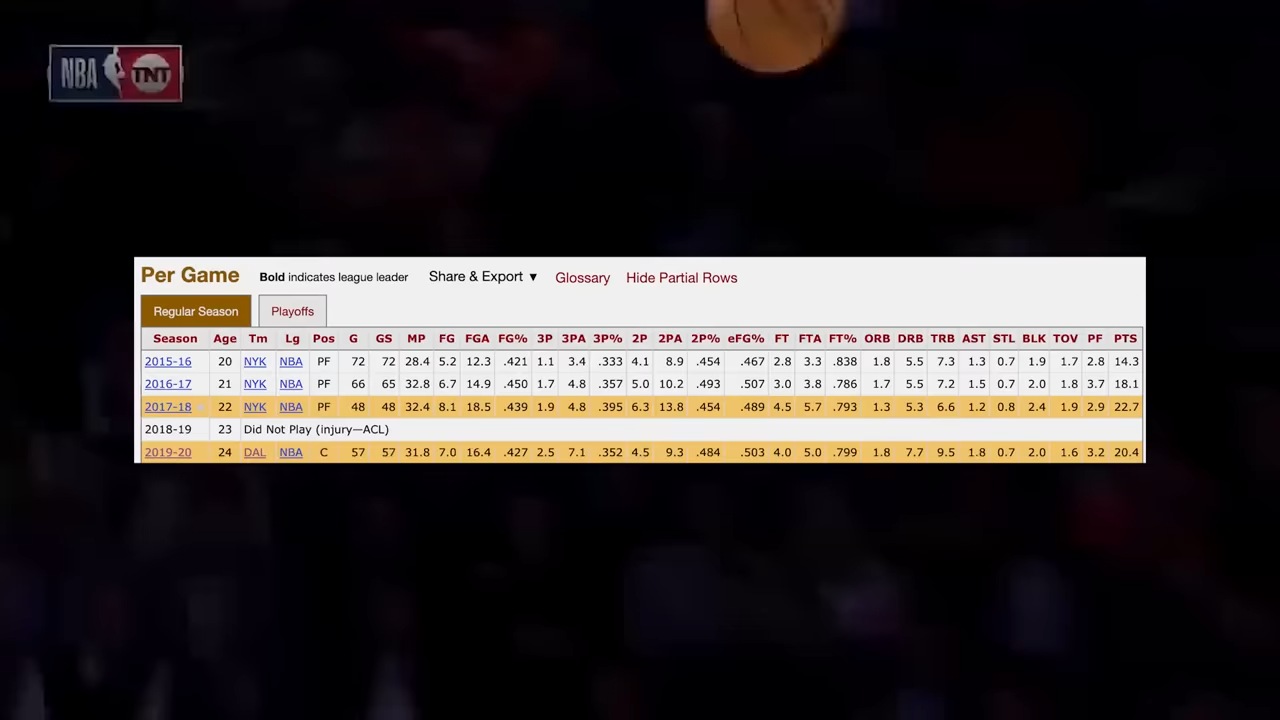 NBA TNT
Per Game Bold indicates league leader Share & Export ▼ Glossary Hide Partial Rows
Regular Season Playoffs
Season Age Tm Lg Pos G GS MP FG FGA FG% 3P 3PA 3P% 2P 2PA 2P% eFG% FT FTA FT% ORB DRB TRB AST STL BLK TOV PF PTS
2015-16 20 NYK NBA PF 72 72 28.4 5.2 12.3 .421 1.1 3.4 .333 4.1 8.9 .454 .467 2.8 3.3 .838 1.8 5.5 7.3 1.3 0.7 1.9 1.7 2.8 14.3
2016-17 21 NYK NBA PF 66 65 32.8 6.7 14.9 .450 1.7 4.8 .357 5.0 10.2 .493 .507 3.0 3.8 .786 1.7 5.5 7.2 1.5 0.7 2.0 1.8 3.7 18.1
2017-18 22 NYK NBA PF 48 48 32.4 8.1 18.5 .439 1.9 4.8 .395 6.3 13.8 .454 .489 4.5 5.7 .793 1.3 5.3 6.6 1.2 0.8 2.4 1.9 2.9 22.7
2018-19 23 Did Not Play (injury—ACL)
2019-20 24 DAL NBA C 57 57 31.8 7.0 16.4 .427 2.5 7.1 .352 4.5 9.3 .484 .503 4.0 5.0 .799 1.8 7.7 9.5 1.8 0.7 2.0 1.6 3.2 20.4